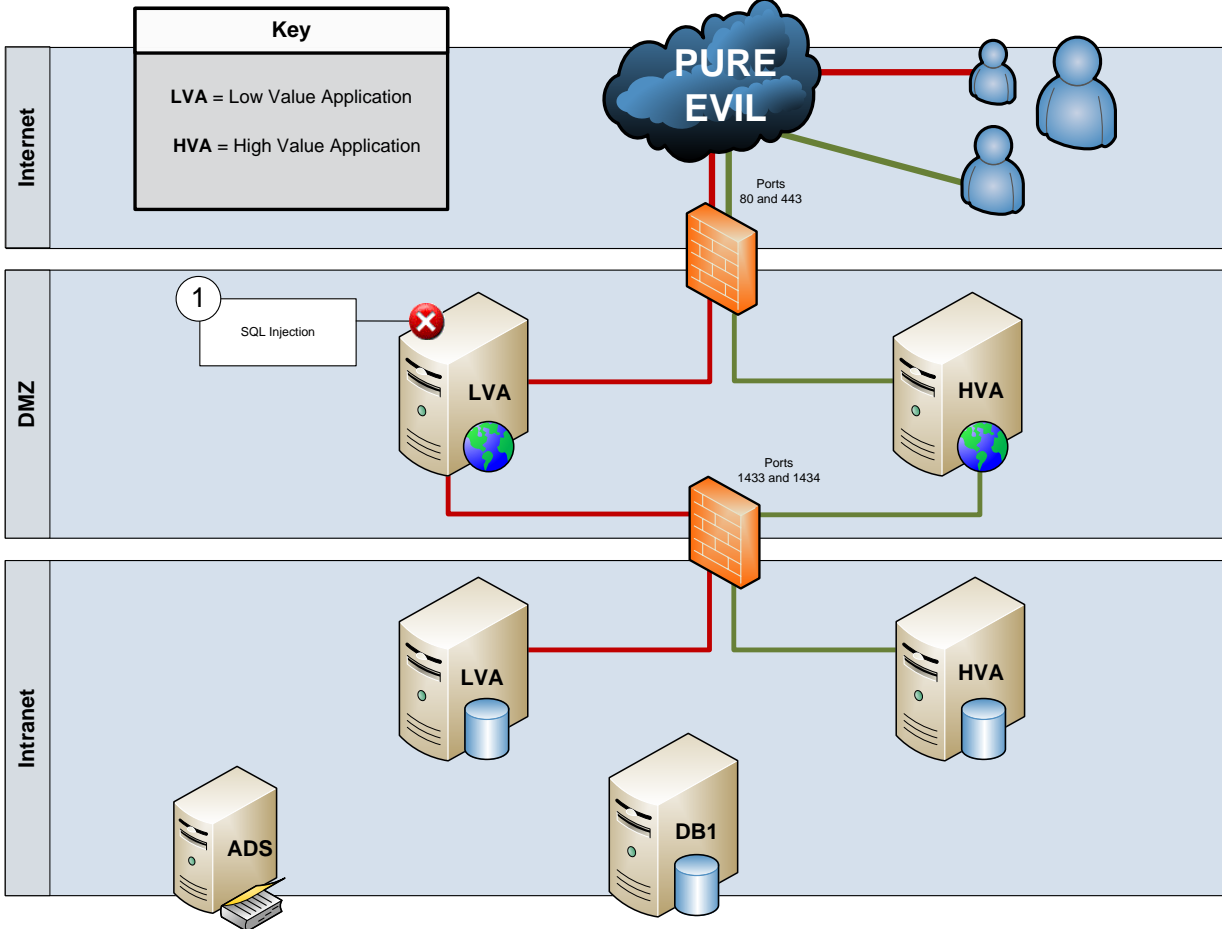 Key
LVA = Low Value Application
HVA = High Value Application
PURE
EVIL
Internet
Ports
80 and 443
DMZ
1
SQL Injection
LVA
HVA
Ports
1433 and 1434
Intranet
LVA
HVA
ADS
DB1